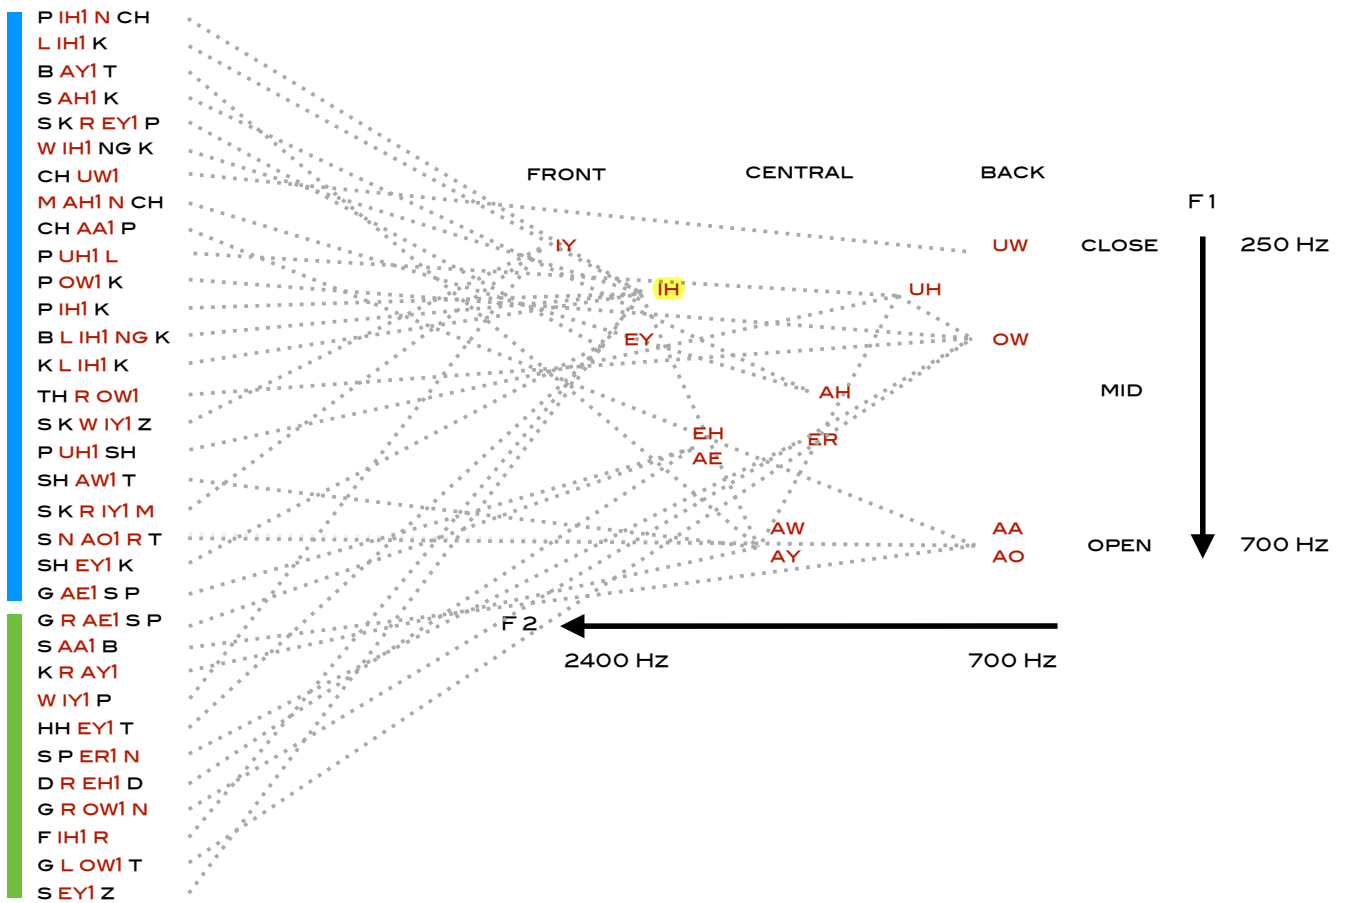 P IH1 N CH
L IH1 K
B AY1 T
S AH1 K
S K R EY1 P
W IH1 NG K
CH UW1
M AH1 N CH
CH AA1 P
P UH1 L
P OW1 K
P IH1 K
B L IH1 NG K
K L IH1 K
TH R OW1
S K W IY1 Z
P UH1 SH
SH AW1 T
S K R IY1 M
S N AO1 R T
SH EY1 K
G AE1 S P
G R AE1 S P
S AA1 B
K R AY1
W IY1 P
HH EY1 T
S P ER1 N
D R EH1 D
G R OW1 N
F IH1 R
G L OW1 T
S EY1 Z
FRONT CENTRAL BACK
F 1
IY UW CLOSE 250 Hz
IH UH
EY OW
AH MID
EH ER
AE
AW AA
OPEN 700 Hz
AY AO
F 2
2400 Hz 700 Hz